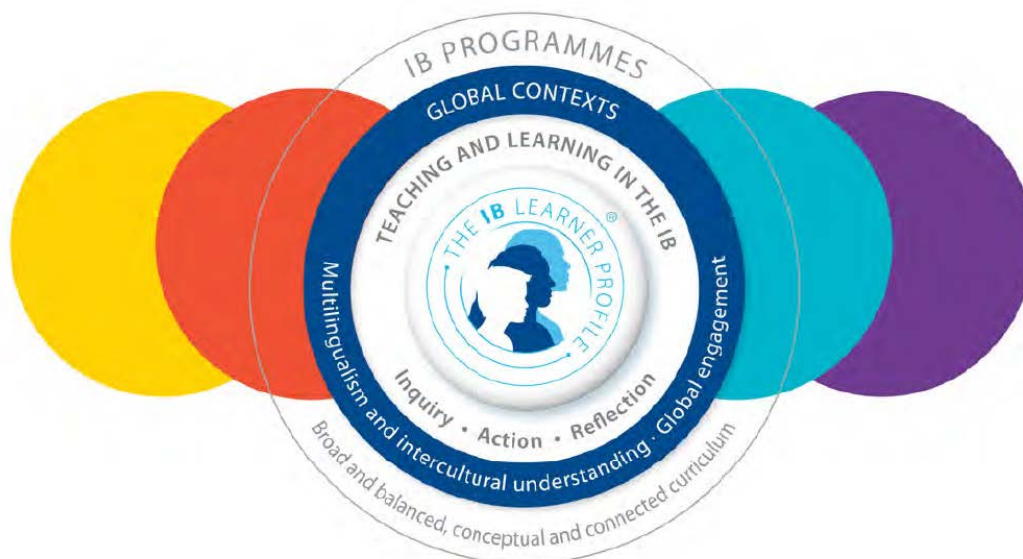 IB PROGRAMMES
GLOBAL CONTEXTS
TEACHING AND LEARNING IN THE IB
• THE IB LEARNER PROFILE • ®
Inquiry • Action • Reflection
Multilingualism and intercultural understanding · Global engagement
Broad and balanced, conceptual and connected curriculum